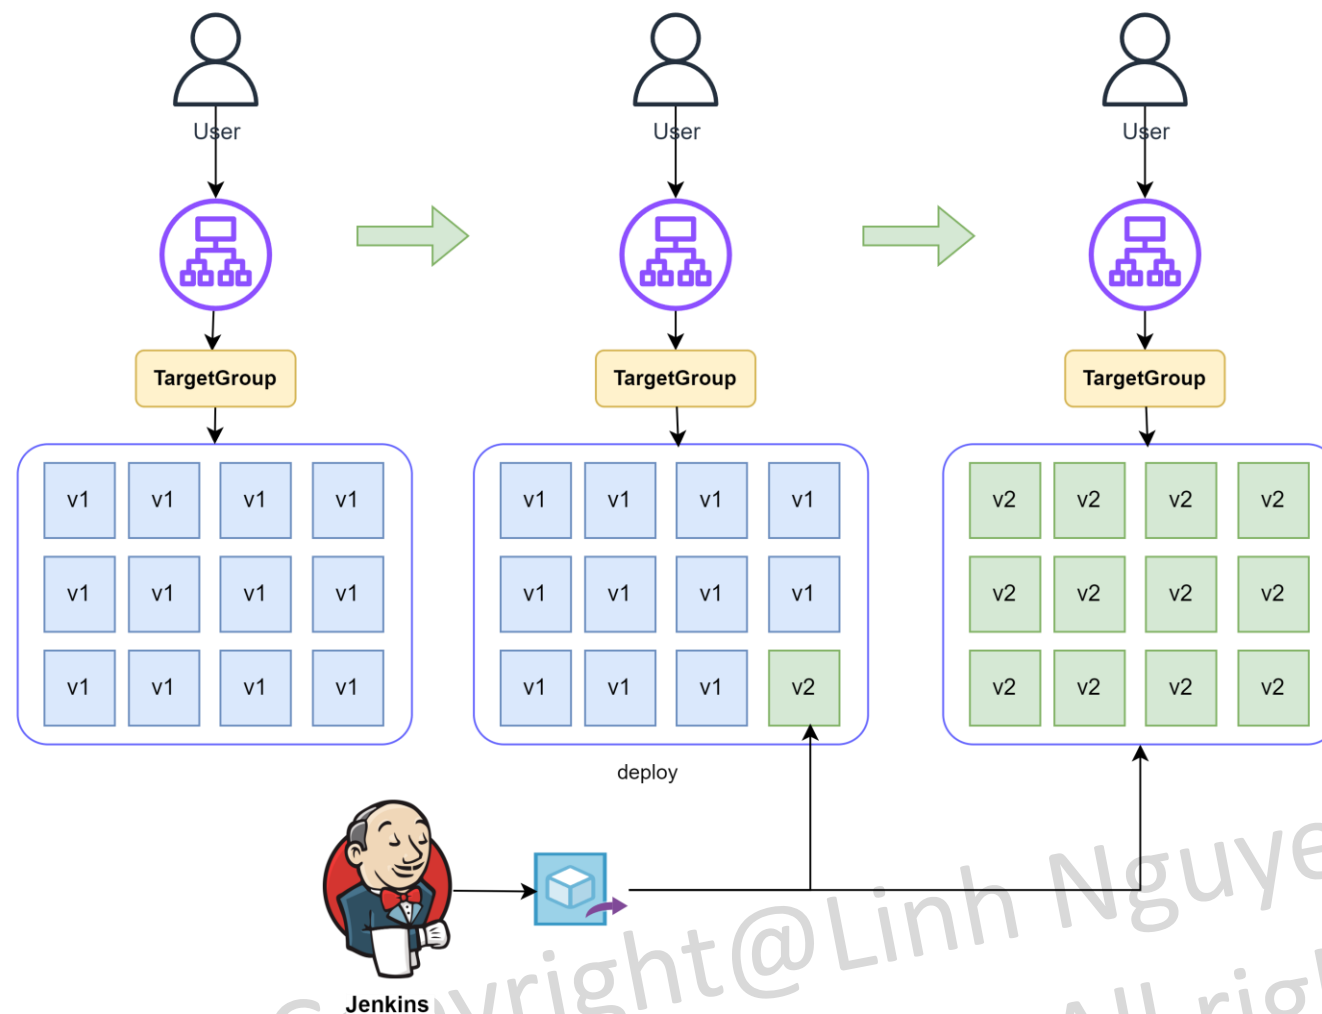 User User User
TargetGroup TargetGroup TargetGroup
v1 v1 v1 v1 v1 v1 v1 v1 v2 v2 v2 v2
v1 v1 v1 v1 v1 v1 v1 v1 v2 v2 v2 v2
v1 v1 v1 v1 v1 v1 v1 v2 v2 v2 v2 v2
deploy
Jenkins
right@Linh Nguye
All righ